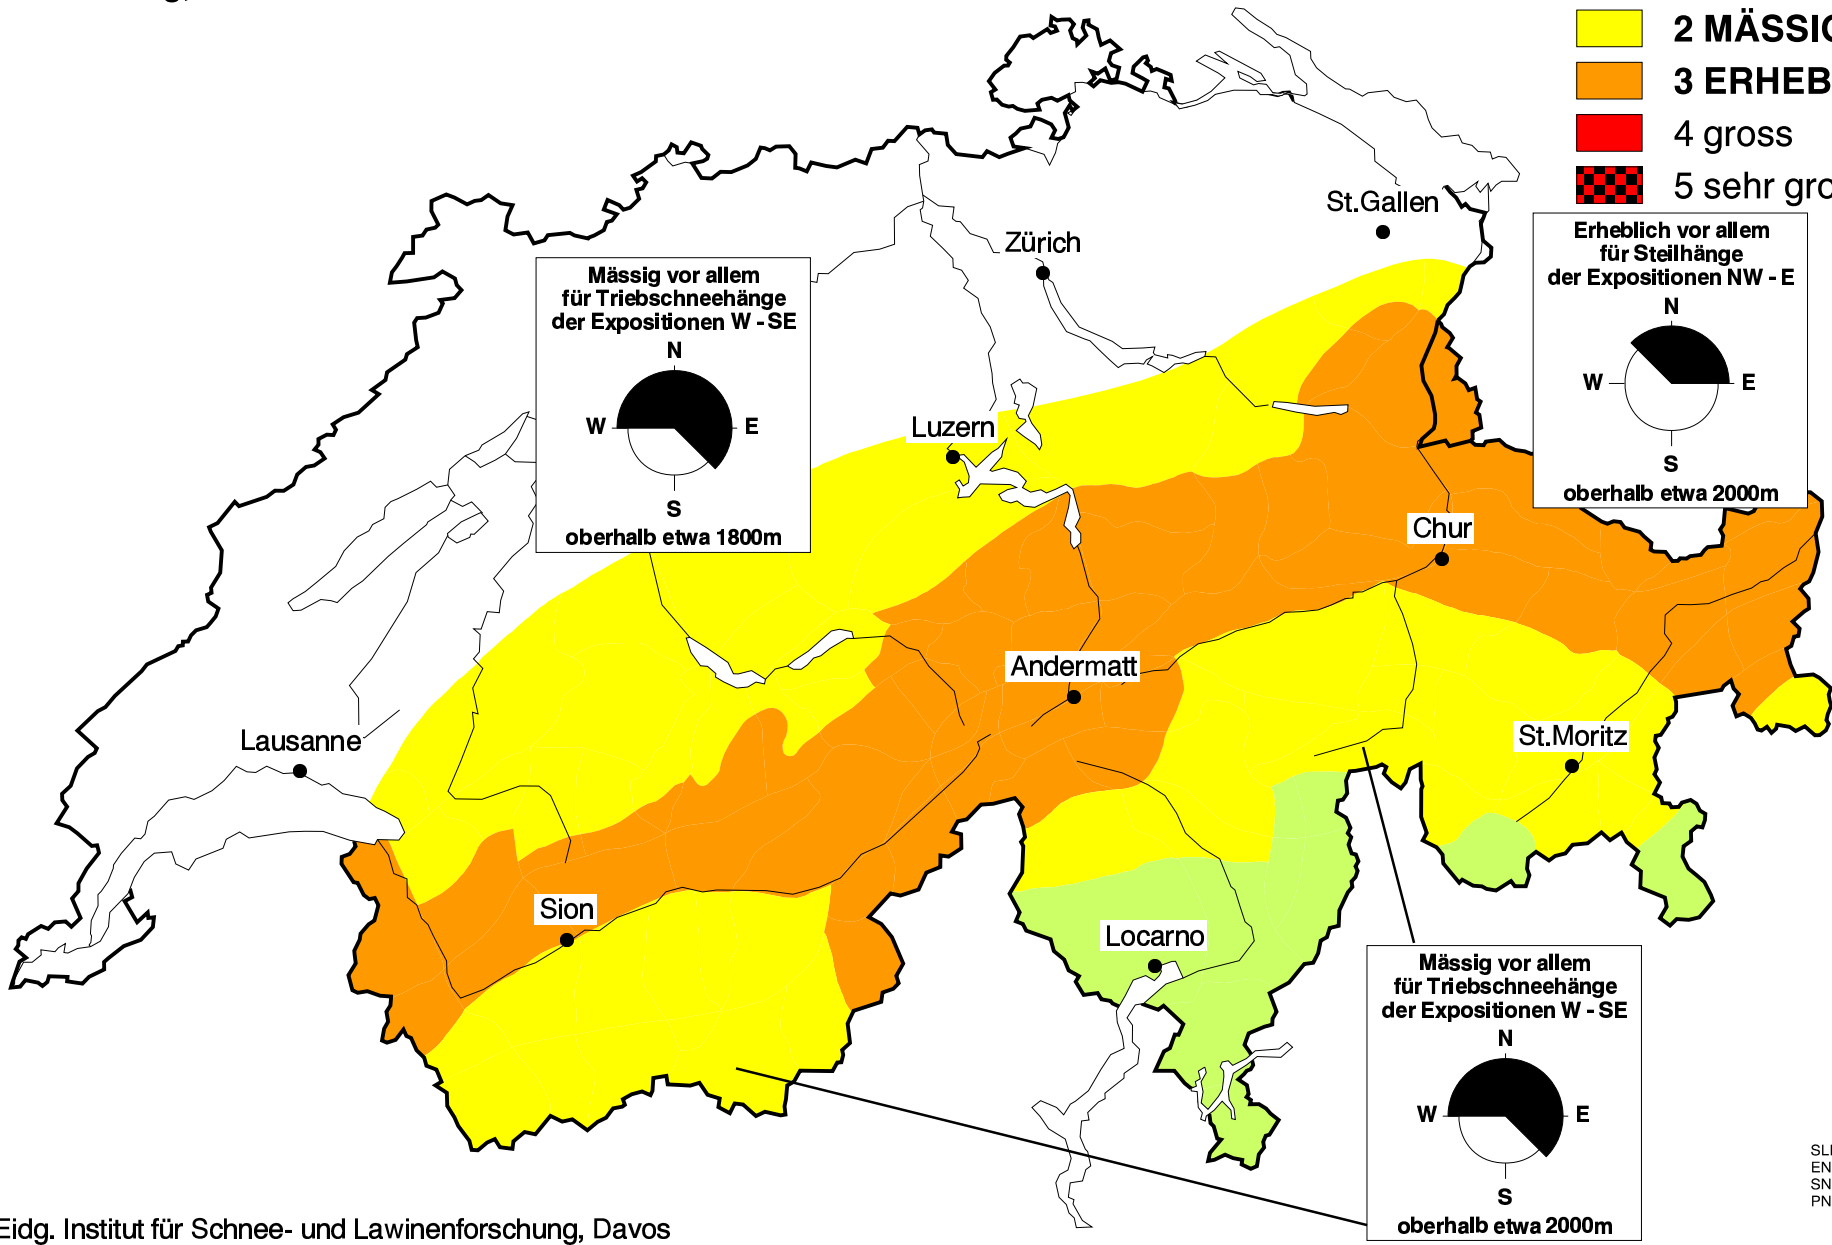 2 MÄSSIG
3 ERHEB
4 gross
5 sehr gro
St.Gallen
Zürich
Erheblich vor allem
für Steilhänge
der Expositionen NW - E
N
W
E
S
oberhalb etwa 2000m
Mässig vor allem
für Triebschneehänge
der Expositionen W - SE
N
W
E
S
oberhalb etwa 1800m
Luzern
Chur
Andermatt
Lausanne
St.Moritz
Sion
Locarno
Mässig vor allem
für Triebschneehänge
der Expositionen W - SE
N
W
E
S
oberhalb etwa 2000m
EN
SN
PN
Eidg. Institut für Schnee- und Lawinenforschung, Davos